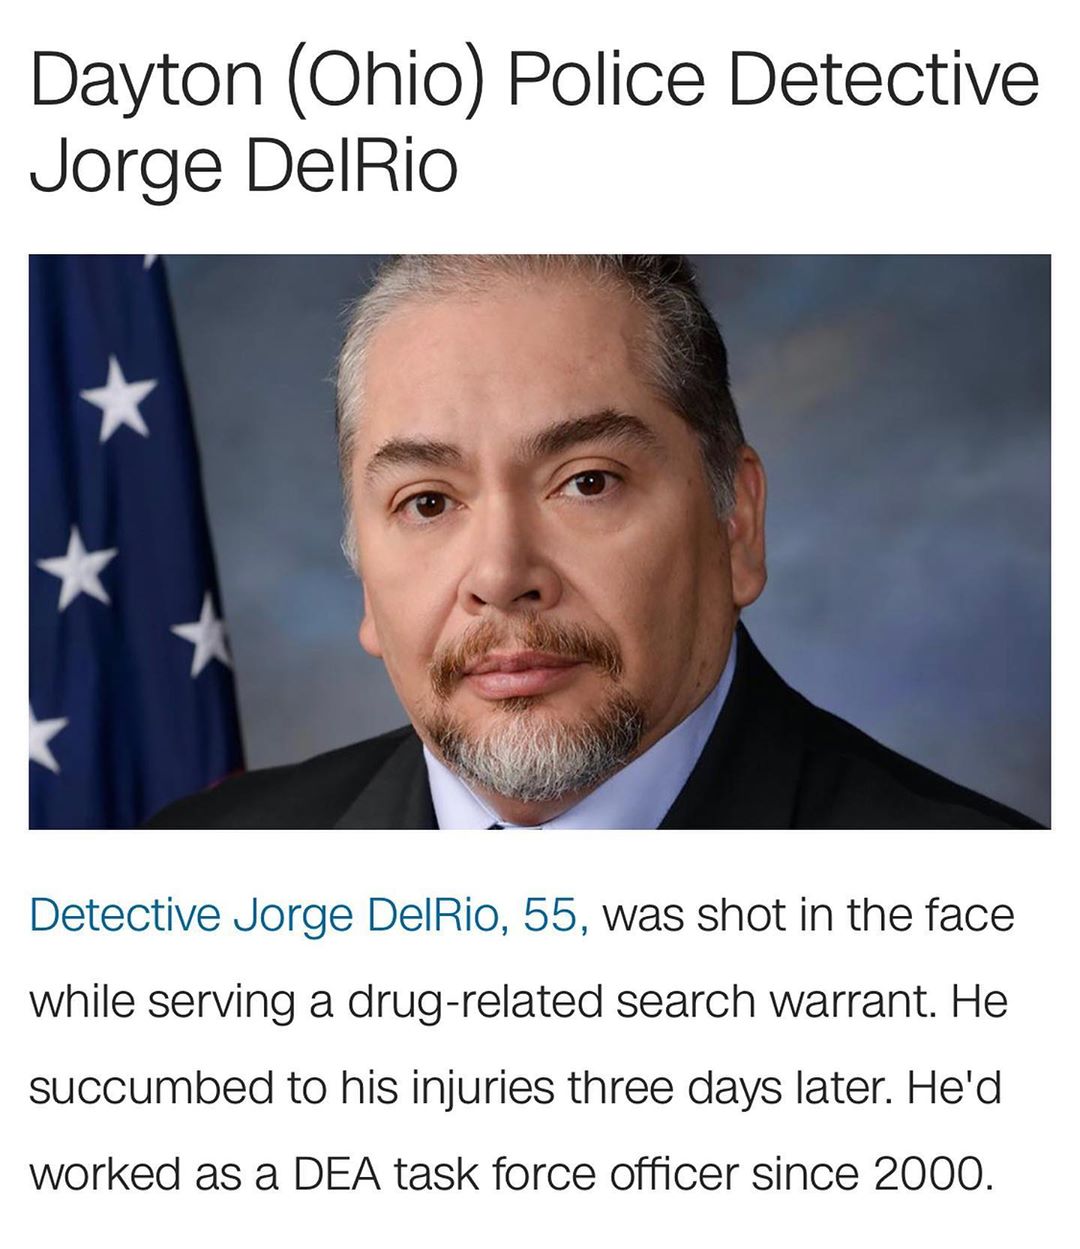 Dayton (Ohio) Police Detective
Jorge DelRio
Detective Jorge DelRio, 55, was shot in the face
while serving a drug-related search warrant. He
succumbed to his injuries three days later. He'd
worked as a DEA task force officer since 2000.